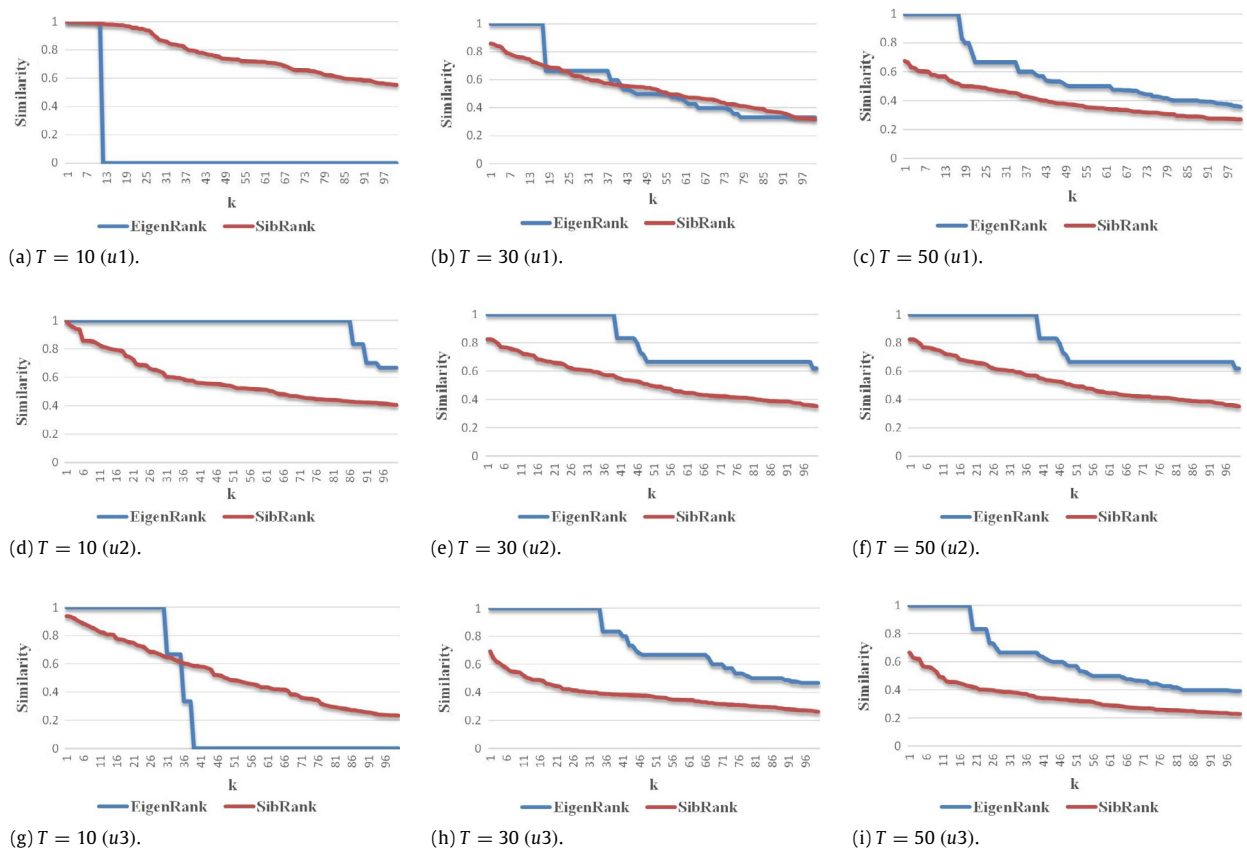 1
0.8
0.6
0.4
0.2
0
Similarity
1 7 13 19 25 31 37 43 49 55 61 67 73 79 85 91 97
k
EigenRank SibRank
(a) T = 10 (u1).
1
0.8
0.6
0.4
0.2
0
Similarity
1 7 13 19 25 31 37 43 49 55 61 67 73 79 85 91 97
k
EigenRank SibRank
(b) T = 30 (u1).
1
0.8
0.6
0.4
0.2
0
Similarity
1 7 13 19 25 31 37 43 49 55 61 67 73 79 85 91 97
k
EigenRank SibRank
(c) T = 50 (u1).
1
0.8
0.6
0.4
0.2
0
Similarity
1 6 11 16 21 26 31 36 41 46 51 56 61 66 71 76 81 86 91 96
k
EigenRank SibRank
(d) T = 10 (u2).
1
0.8
0.6
0.4
0.2
0
Similarity
1 6 11 16 21 26 31 36 41 46 51 56 61 66 71 76 81 86 91 96
k
EigenRank SibRank
(e) T = 30 (u2).
1
0.8
0.6
0.4
0.2
0
Similarity
1 6 11 16 21 26 31 36 41 46 51 56 61 66 71 76 81 86 91 96
k
EigenRank SibRank
(f) T = 50 (u2).
1
0.8
0.6
0.4
0.2
0
Similarity
1 6 11 16 21 26 31 36 41 46 51 56 61 66 71 76 81 86 91 96
k
EigenRank SibRank
(g) T = 10 (u3).
1
0.8
0.6
0.4
0.2
0
Similarity
1 6 11 16 21 26 31 36 41 46 51 56 61 66 71 76 81 86 91 96
k
EigenRank SibRank
(h) T = 30 (u3).
1
0.8
0.6
0.4
0.2
0
Similarity
1 6 11 16 21 26 31 36 41 46 51 56 61 66 71 76 81 86 91 96
k
EigenRank SibRank
(i) T = 50 (u3).